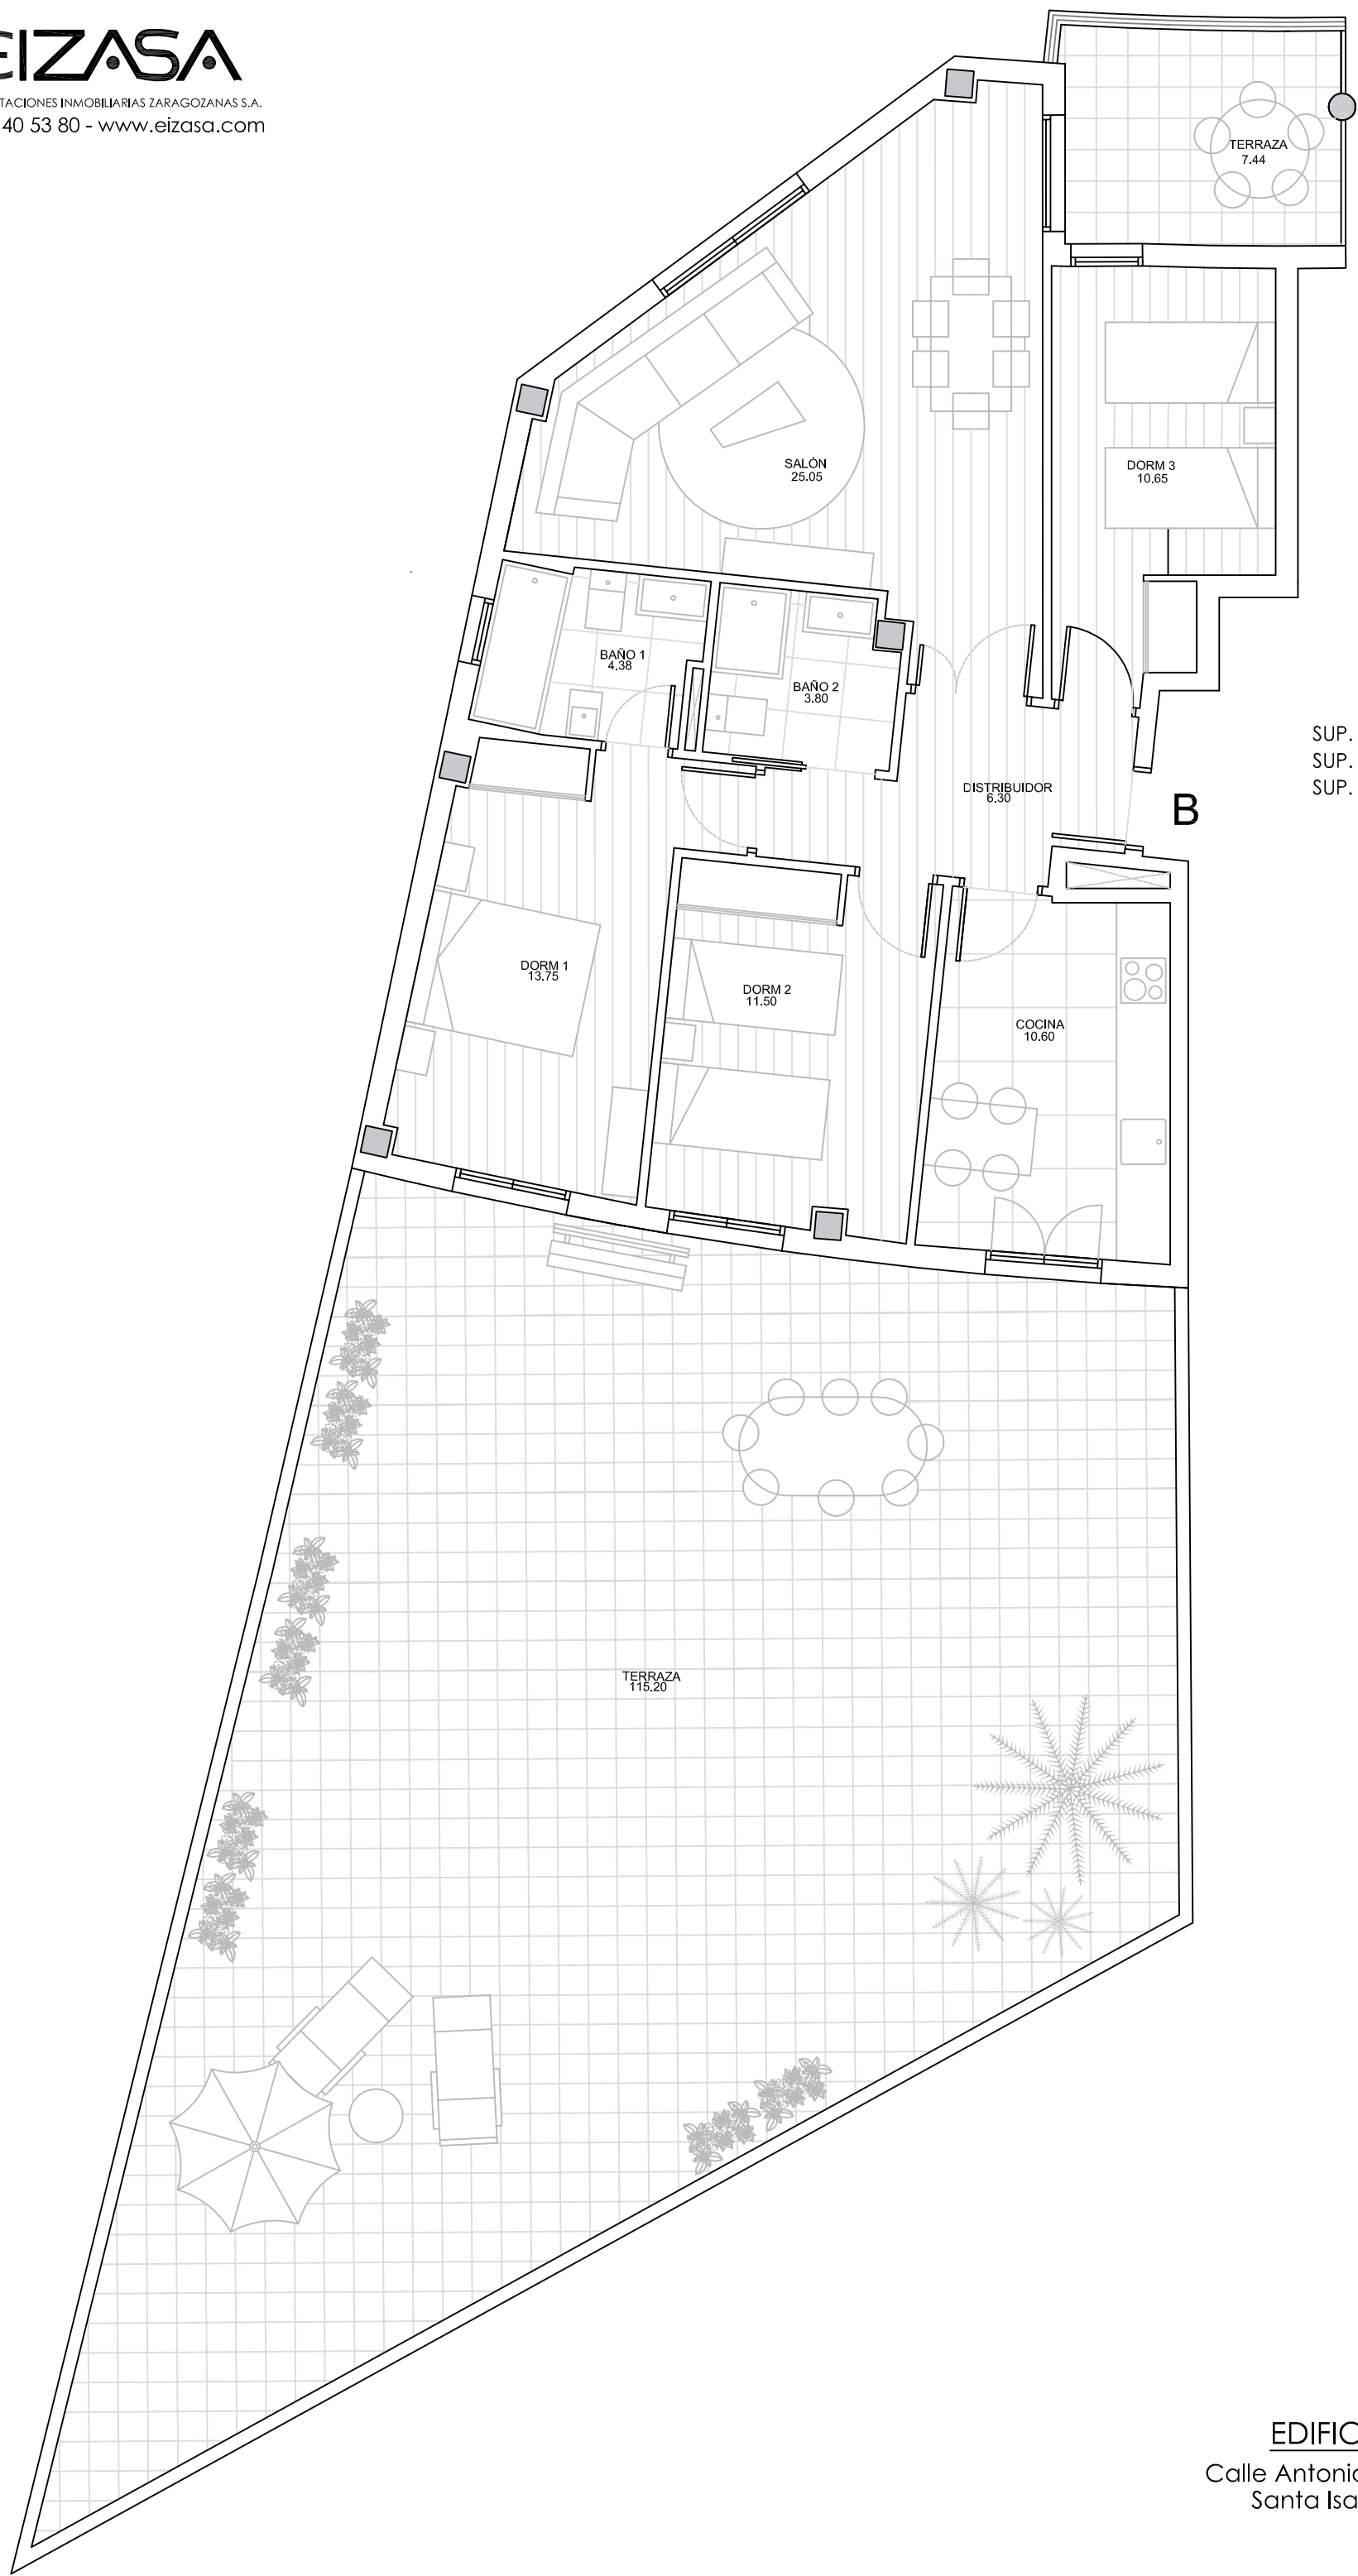 EIZASA
TACIONES INMOBILIARIAS ZARAGOZANAS S.A.
40 53 80 - www.eizasa.com
TERRAZA
7.44
SALÓN
25.05
DORM 3
10.65
BAÑO 1
4.38
BAÑO 2
3.80
SUP.
SUP.
SUP.
DISTRIBUIDOR
6.30
B
DORM 1
13.75
DORM 2
11.50
COCINA
10.60
TERRAZA
115.20
EDIFIC
Calle Antonio
Santa Isa